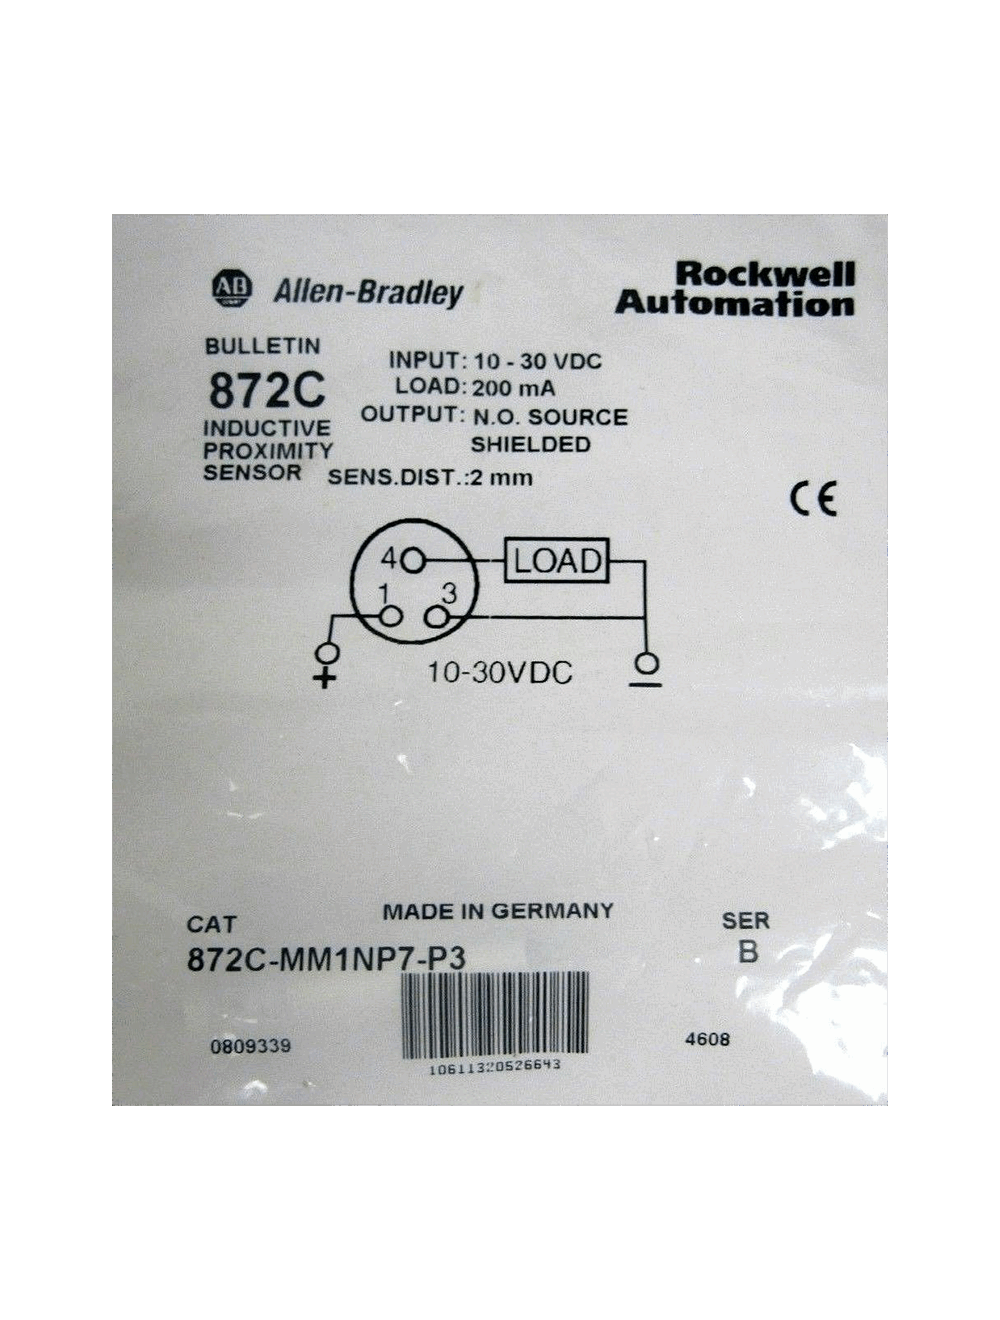 AB
Allen-Bradley
Rockwell
Automation
BULLETIN
872C
INDUCTIVE
PROXIMITY
SENSOR
INPUT: 10 - 30 VDC
LOAD: 200 mA
OUTPUT: N.O. SOURCE
SHIELDED
SENS.DIST.:2 mm
CE
4
LOAD
1
3
+
10-30VDC
–
MADE IN GERMANY
CAT
872C-MM1NP7-P3
SER
B
0809339
10611320526643
4608